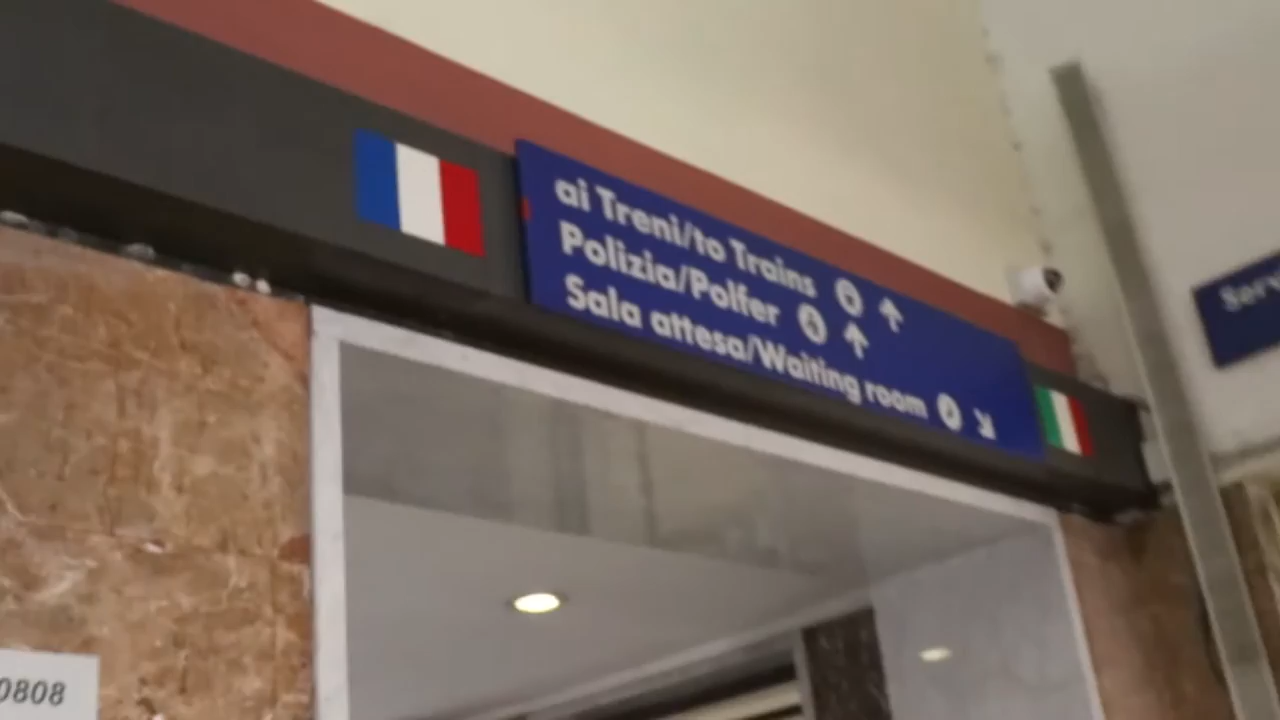 ai Treni/to Trains
Polizia/Polfer
Sala attesa/Waiting room
0808